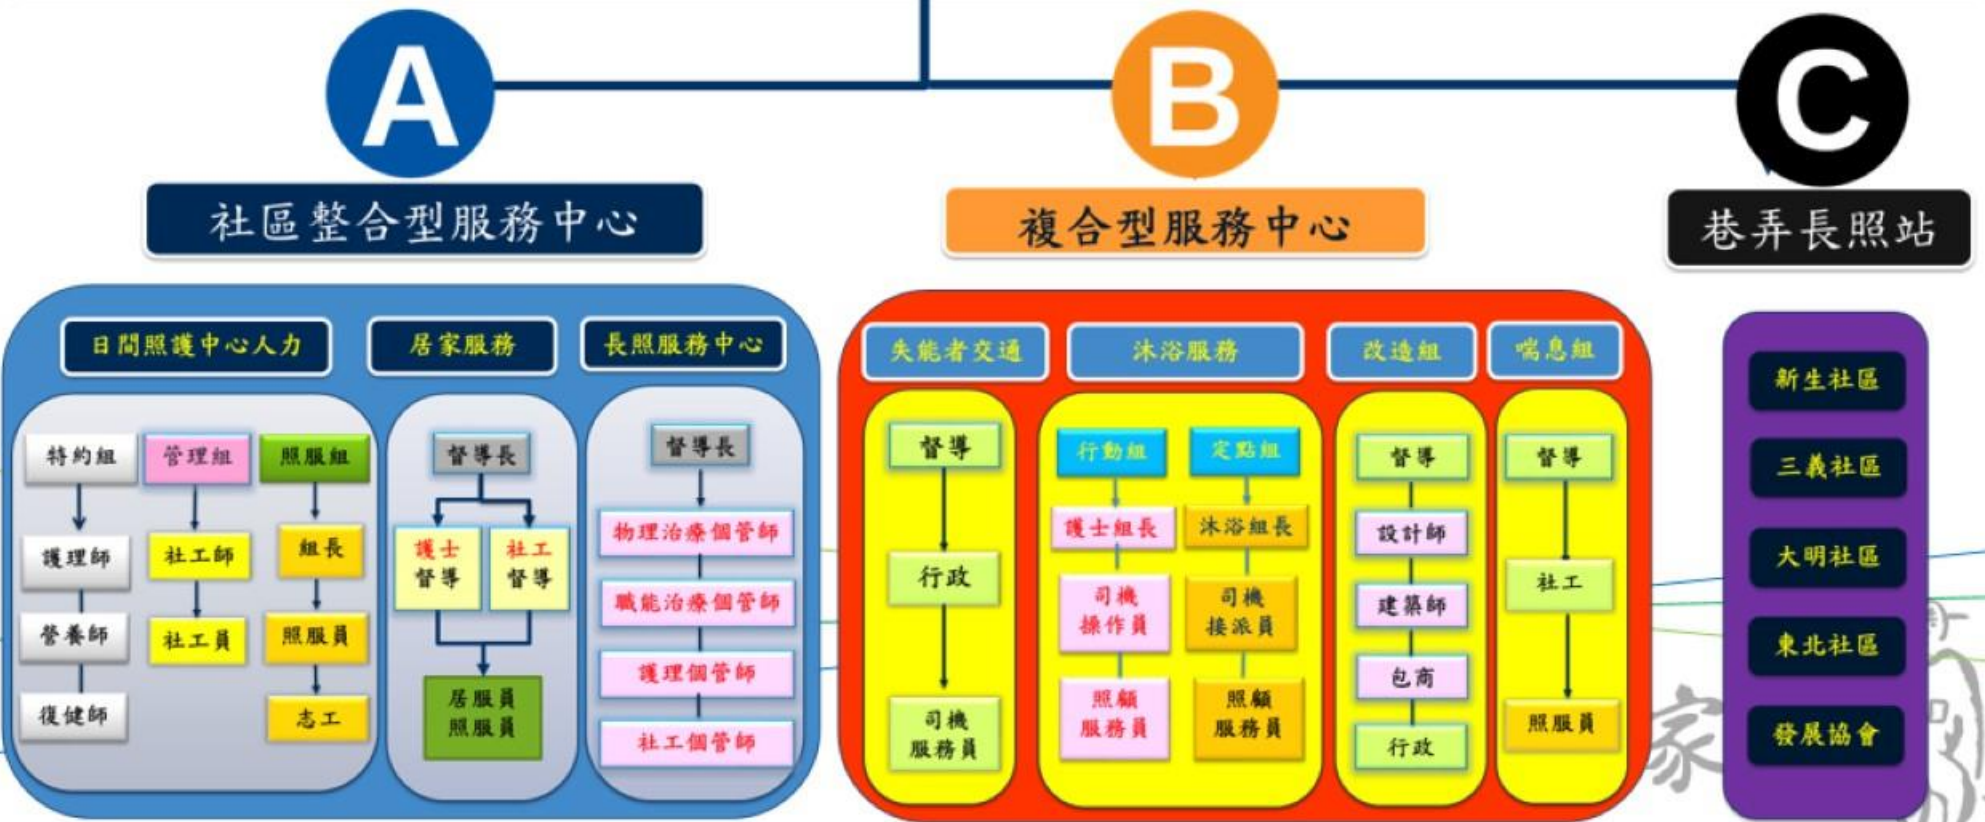 A
社區整合型服務中心
日間照護中心人力
特約組
護理師
營養師
復健師
管理組
社工師
社工員
照服組
組長
照服員
志工
居家服務
督導長
護士
督導
社工
督導
居服員
照服員
長照服務中心
督導長
物理治療個管師
職能治療個管師
護理個管師
社工個管師
B
複合型服務中心
失能者交通
督導
行政
司機
服務員
沐浴服務
行動組
護士組長
司機
操作員
照顧
服務員
定點組
沐浴組長
司機
接派員
照顧
服務員
改造組
督導
設計師
建築師
包商
行政
喘息組
督導
社工
照服員
C
巷弄長照站
新生社區
三義社區
大明社區
東北社區
發展協會
家